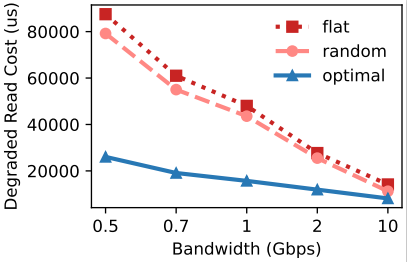 Degraded Read Cost (us)
80000
60000
40000
20000
flat
random
optimal
0.5 0.7 1 2 10
Bandwidth (Gbps)